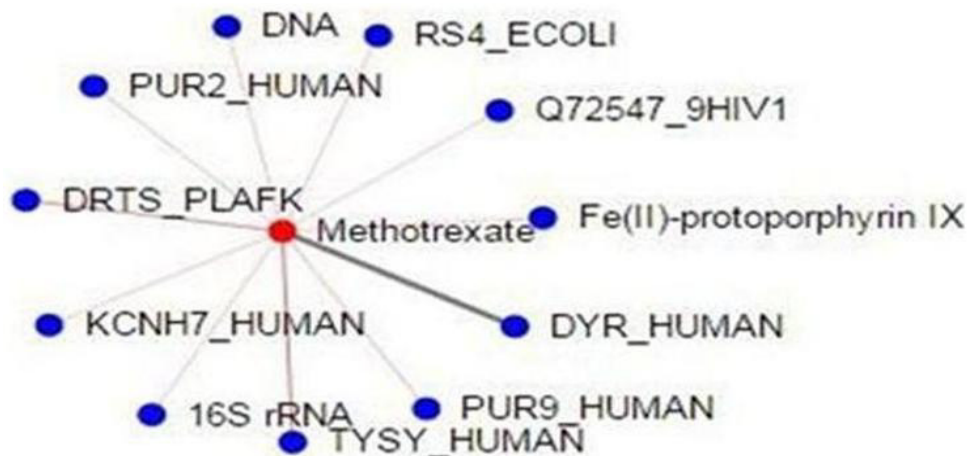 DNA
RS4_ECOLI
PUR2_HUMAN
Q72547_9HIV1
DRTS_PLAFK
Methotrexate
Fe(II)-protoporphyrin IX
KCNH7_HUMAN
DYR_HUMAN
16S rRNA
PUR9_HUMAN
TYSY_HUMAN